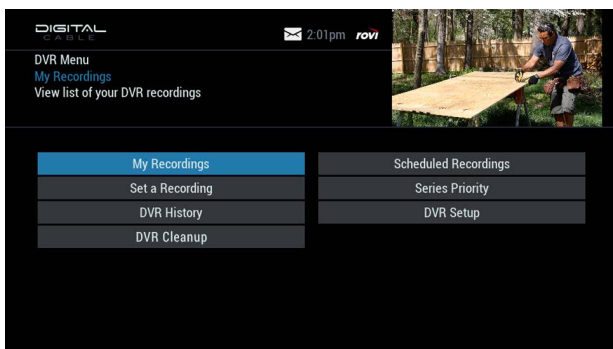 DIGITAL
CABLE
2:01pm rovi
DVR Menu
My Recordings
View list of your DVR recordings
My Recordings
Scheduled Recordings
Set a Recording
Series Priority
DVR History
DVR Setup
DVR Cleanup